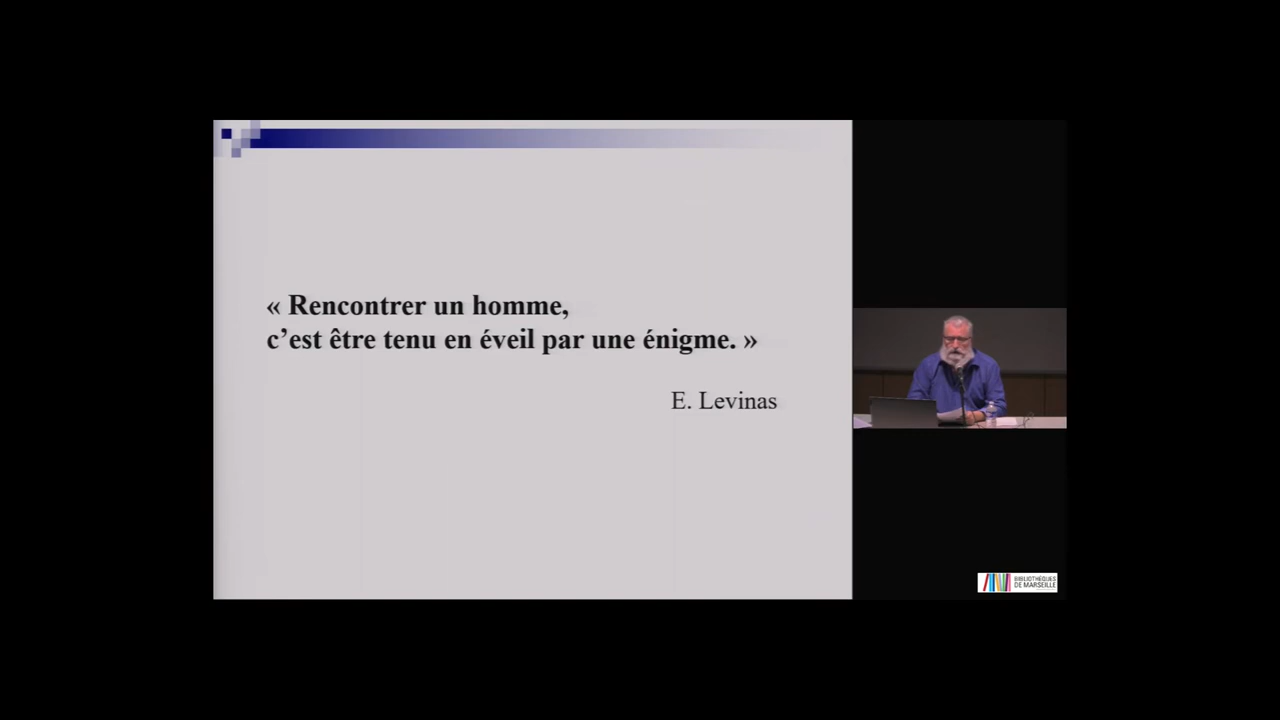 « Rencontrer un homme,
c’est être tenu en éveil par une énigme. »
E. Levinas
BIBLIOTHÈQUES
DE MARSEILLE